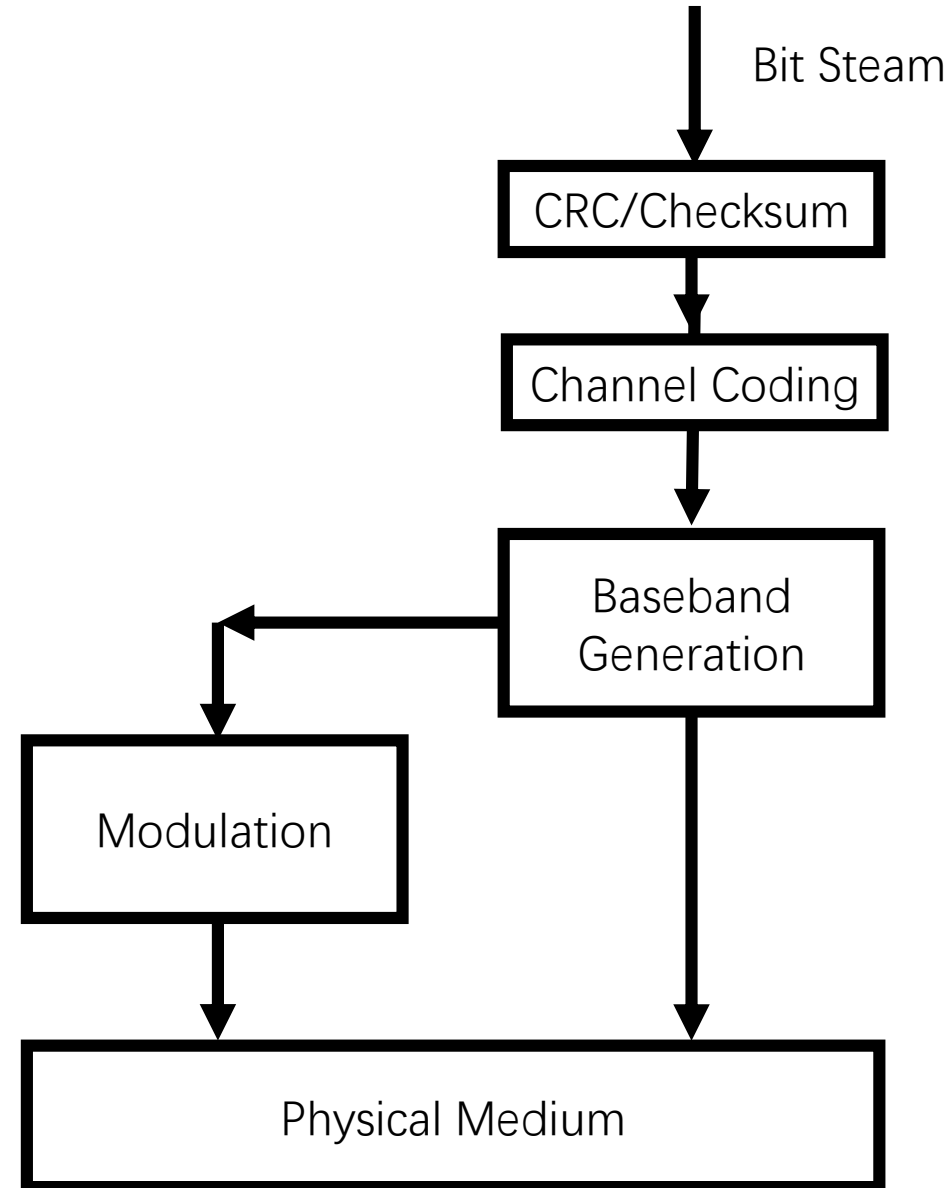 Bit Steam
CRC/Checksum
Channel Coding
Baseband
Generation
Modulation
Physical Medium